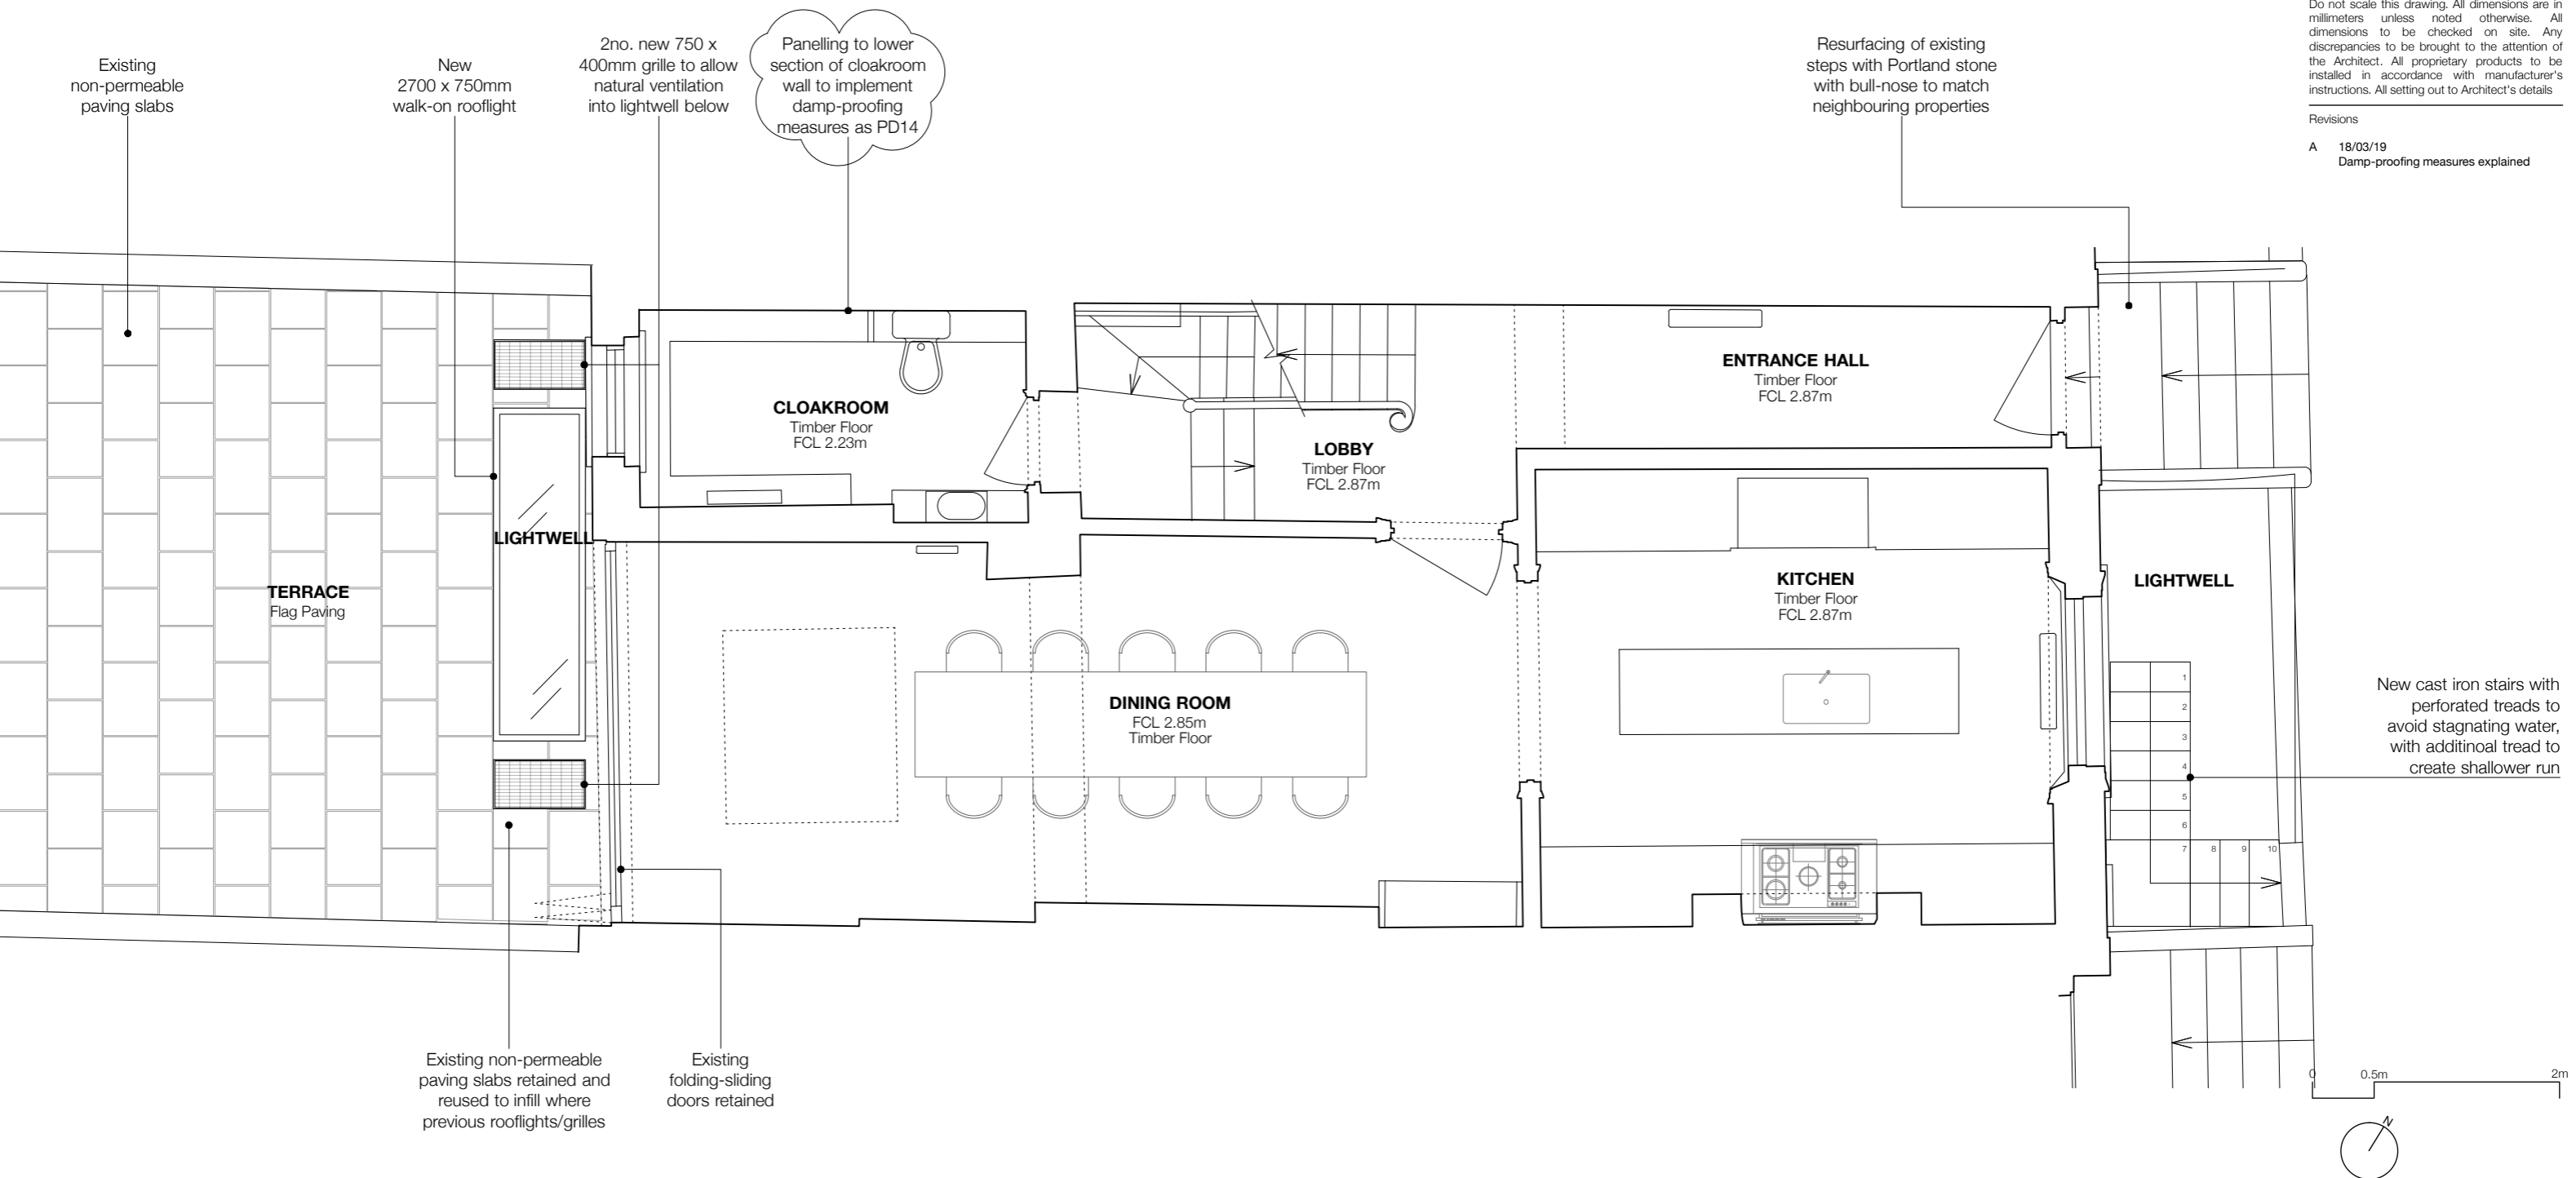 Do not scale this drawing. All dimensions are in
millimeters unless noted otherwise. All
dimensions to be checked on site. Any
discrepancies to be brought to the attention of
the Architect. All proprietary products to be
installed in accordance with manufacturer's
instructions. All setting out to Architect's details
Revisions
A 18/03/19
Damp-proofing measures explained
Existing
non-permeable
paving slabs
New
2700 x 750mm
walk-on rooflight
2no. new 750 x
400mm grille to allow
natural ventilation
into lightwell below
Panelling to lower
section of cloakroom
wall to implement
damp-proofing
measures as PD14
Resurfacing of existing
steps with Portland stone
with bull-nose to match
neighbouring properties
CLOAKROOM
Timber Floor
FCL 2.23m
LOBBY
Timber Floor
FCL 2.87m
ENTRANCE HALL
Timber Floor
FCL 2.87m
LIGHTWELL
TERRACE
Flag Paving
DINING ROOM
FCL 2.85m
Timber Floor
KITCHEN
Timber Floor
FCL 2.87m
LIGHTWELL
1
2
3
4
5
6
7 8 9 10
New cast iron stairs with
perforated treads to
avoid stagnating water,
with additinoal tread to
create shallower run
Existing non-permeable
paving slabs retained and
reused to infill where
previous rooflights/grilles
Existing
folding-sliding
doors retained
0 0.5m 2m
N